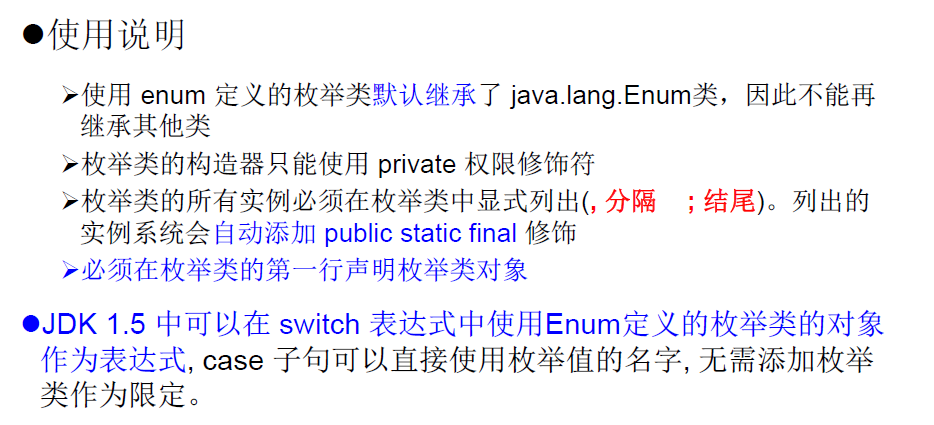 ●使用说明
➢使用 enum 定义的枚举类默认继承了 java.lang.Enum类，因此不能再
继承其他类
➢枚举类的构造器只能使用 private 权限修饰符
➢枚举类的所有实例必须在枚举类中显式列出(, 分隔 ; 结尾)。列出的
实例系统会自动添加 public static final 修饰
➢必须在枚举类的第一行声明枚举类对象
●JDK 1.5 中可以在 switch 表达式中使用Enum定义的枚举类的对象
作为表达式, case 子句可以直接使用枚举值的名字, 无需添加枚举
类作为限定。